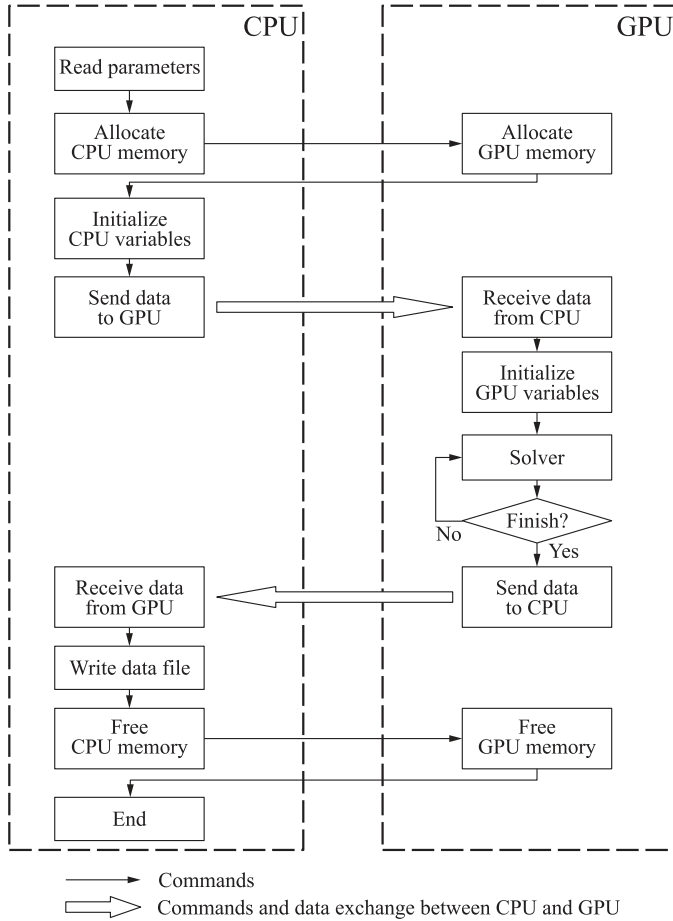 CPU
GPU
Read parameters
Allocate
CPU memory
Allocate
GPU memory
Initialize
CPU variables
Send data
to GPU
Receive data
from CPU
Initialize
GPU variables
Solver
Finish?
No
Yes
Send data
to CPU
Receive data
from GPU
Write data file
Free
CPU memory
Free
GPU memory
End
Commands
Commands and data exchange between CPU and GPU